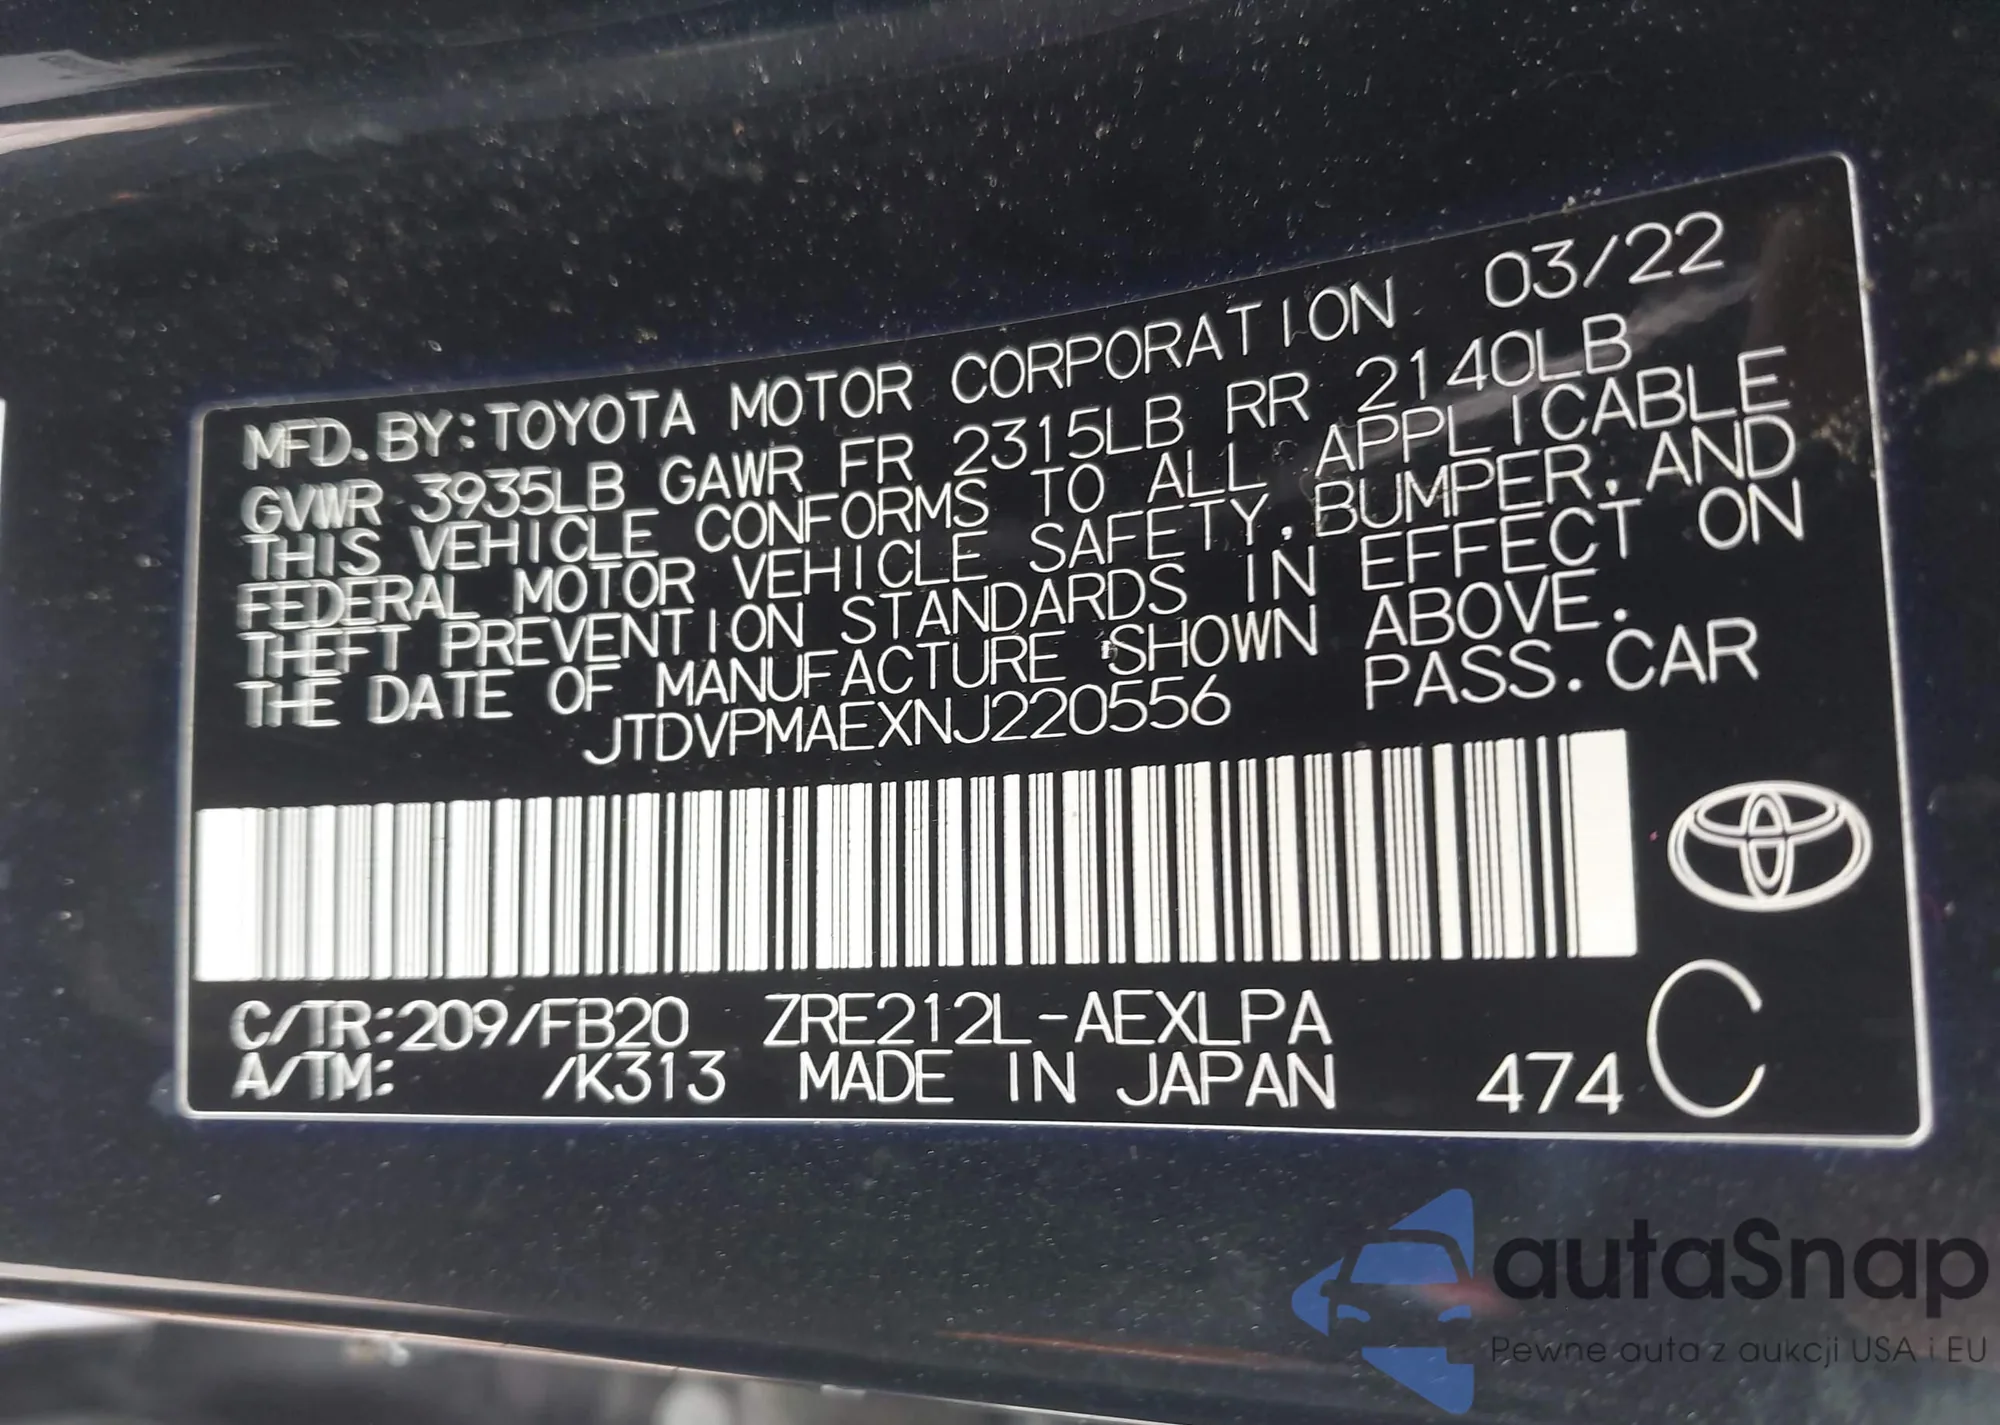 MFD. BY: TOYOTA MOTOR CORPORATION 03/22
GVWR 3935LB GAWR FR 2315LB RR 2140LB
THIS VEHICLE CONFORMS TO ALL APPLICABLE
FEDERAL MOTOR VEHICLE SAFETY, BUMPER, AND
THEFT PREVENTION STANDARDS IN EFFECT ON
THE DATE OF MANUFACTURE SHOWN ABOVE.
JTDVPMAEXNJ220556 PASS. CAR
C/TR:209/FB20 ZRE212L-AEXLPA
A/TM: /K313 MADE IN JAPAN 474 C
autaSnap
Pewne auta z aukcji USA i EU